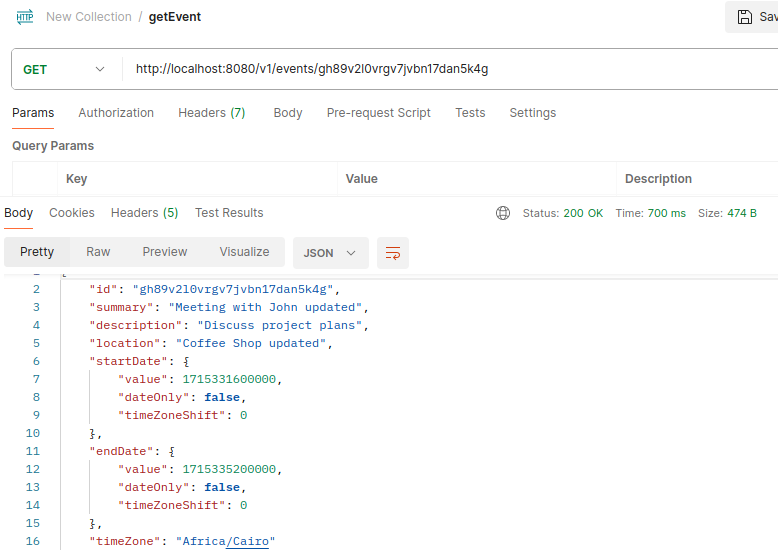 HTTP New Collection / getEvent Sav
GET http://localhost:8080/v1/events/gh89v2l0vrgv7jvbn17dan5k4g
Params Authorization Headers (7) Body Pre-request Script Tests Settings
Query Params
Key Value Description
Body Cookies Headers (5) Test Results Status: 200 OK Time: 700 ms Size: 474 B
Pretty Raw Preview Visualize JSON
1 {
2 "id": "gh89v2l0vrgv7jvbn17dan5k4g",
3 "summary": "Meeting with John updated",
4 "description": "Discuss project plans",
5 "location": "Coffee Shop updated",
6 "startDate": {
7 "value": 1715331600000,
8 "dateOnly": false,
9 "timeZoneShift": 0
10 },
11 "endDate": {
12 "value": 1715335200000,
13 "dateOnly": false,
14 "timeZoneShift": 0
15 },
16 "timeZone": "Africa/Cairo"